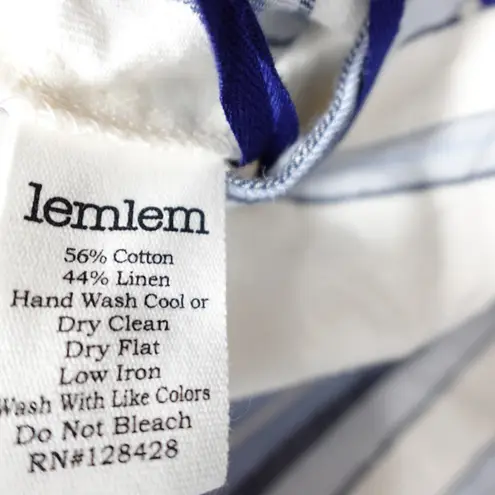 lemlem
56% Cotton
44% Linen
Hand Wash Cool or
Dry Clean
Dry Flat
Low Iron
Wash With Like Colors
Do Not Bleach
RN#128428